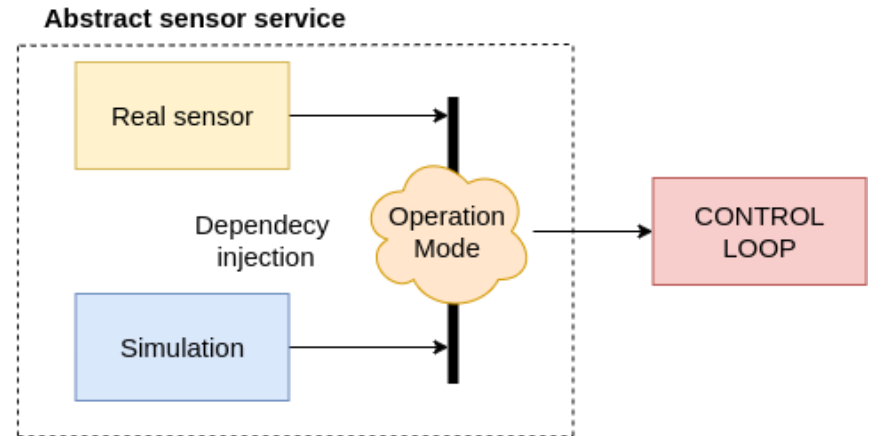 Abstract sensor service
Real sensor
Dependecy
injection
Operation
Mode
CONTROL
LOOP
Simulation